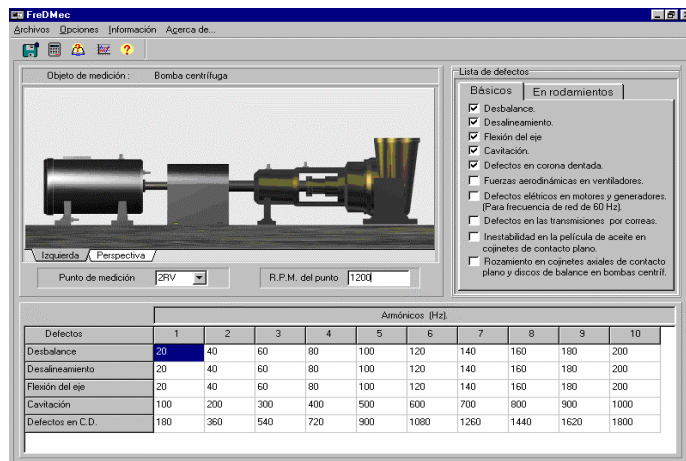 FreDMec
Archivos Opciones Información Acerca de...
Objeto de medición : Bomba centrífuga
Izquierda Perspectiva
Punto de medición 2RV R.P.M. del punto 1200
Lista de defectos
Básicos En rodamientos
Desbalance.
Desalineamiento.
Flexión del eje
Cavitación.
Defectos en corona dentada.
Fuerzas aerodinámicas en ventiladores.
Defectos elétricos en motores y generadores.
(Para frecuencia de red de 60 Hz).
Defectos en las transmisiones por correas.
Inestabilidad en la película de aceite en
cojinetes de contacto plano.
Rozamiento en cojinetes axiales de contacto
plano y discos de balance en bombas centríf.
Armónicos (Hz).
Defectos 1 2 3 4 5 6 7 8 9 10
Desbalance 20 40 60 80 100 120 140 160 180 200
Desalineamiento 20 40 60 80 100 120 140 160 180 200
Flexión del eje 20 40 60 80 100 120 140 160 180 200
Cavitación 100 200 300 400 500 600 700 800 900 1000
Defectos en C.D. 180 360 540 720 900 1080 1260 1440 1620 1800